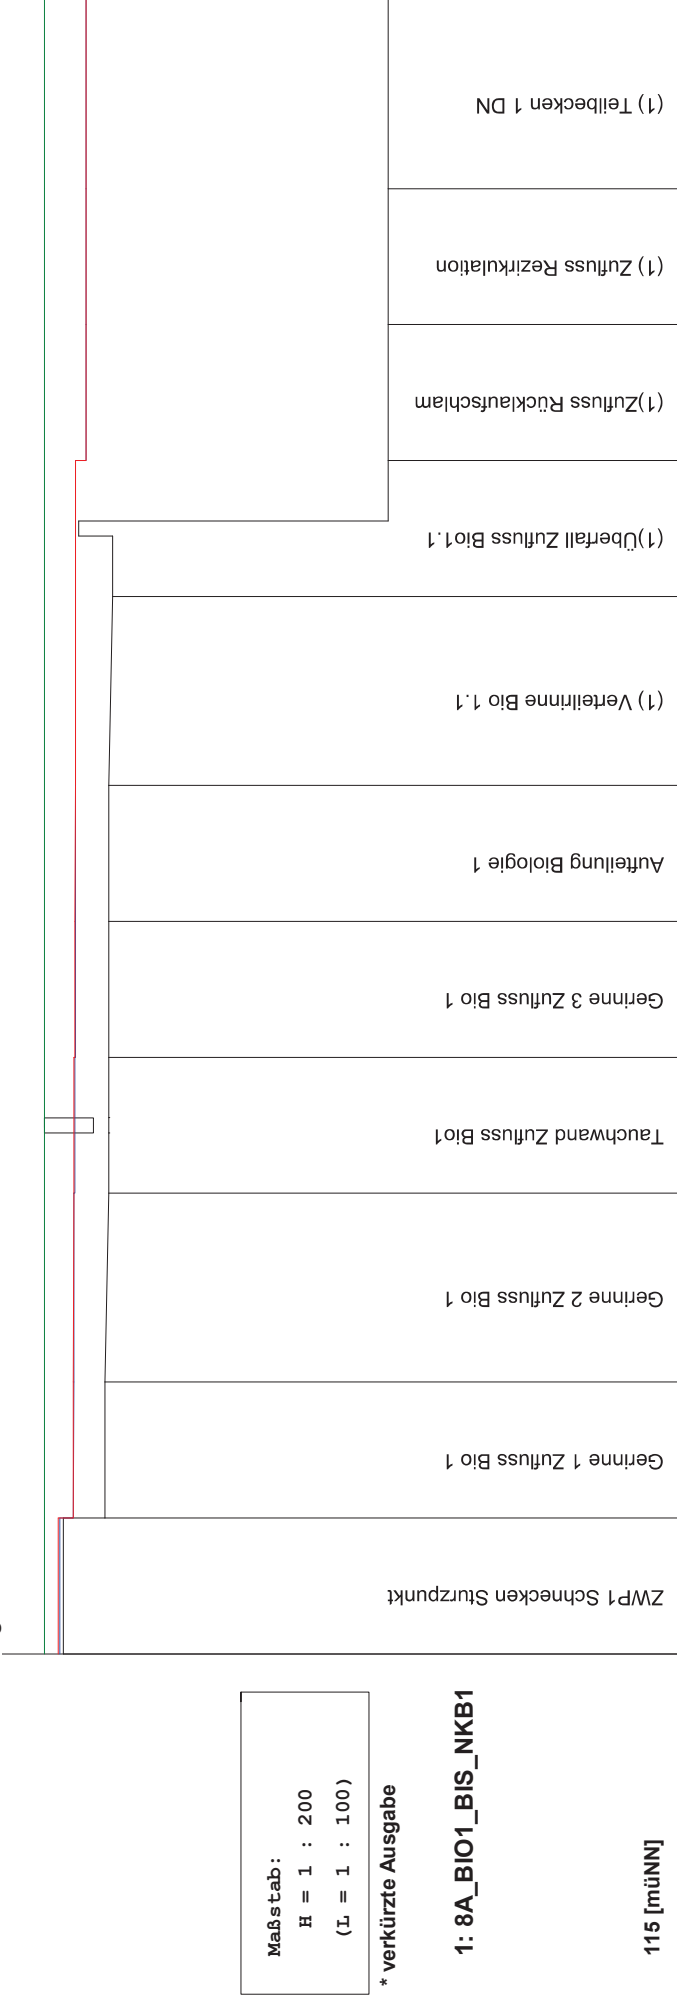 Maßstab:
H = 1 : 200
(L = 1 : 100)
* verkürzte Ausgabe
1: 8A_BIO1_BIS_NKB1
115 [müNN]
ZWP1 Schnecken Sturzpunkt
Gerinne 1 Zufluss Bio 1
Gerinne 2 Zufluss Bio 1
Tauchwand Zufluss Bio1
Gerinne 3 Zufluss Bio 1
Aufteilung Biologie 1
(1) Verteilrinne Bio 1.1
(1)Überfall Zufluss Bio1.1
(1)Zufluss Rücklaufschlam
(1) Zufluss Rezirkulation
(1) Teilbecken 1 DN